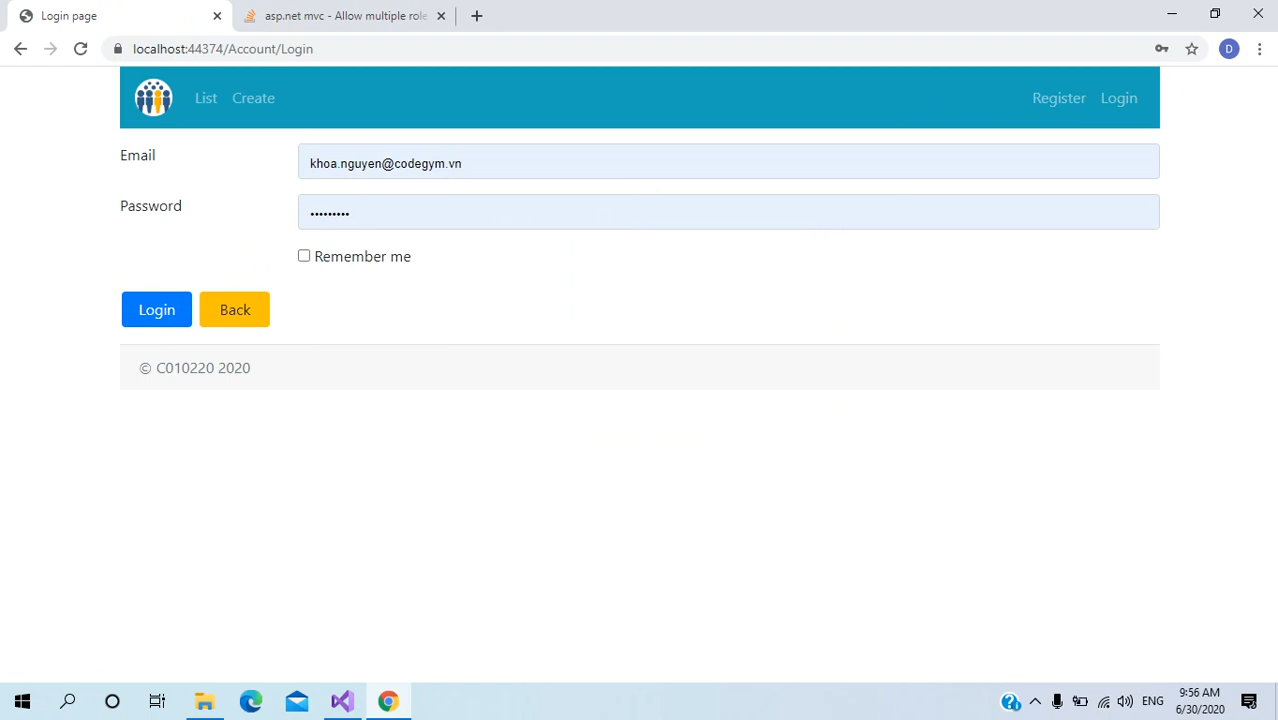 Login page
asp.net mvc - Allow multiple role
localhost:44374/Account/Login
D
List Create Register Login
Email
khoa.nguyen@codegym.vn
Password
•••••••••
Remember me
Login Back
© C010220 2020
ENG
9:56 AM
6/30/2020